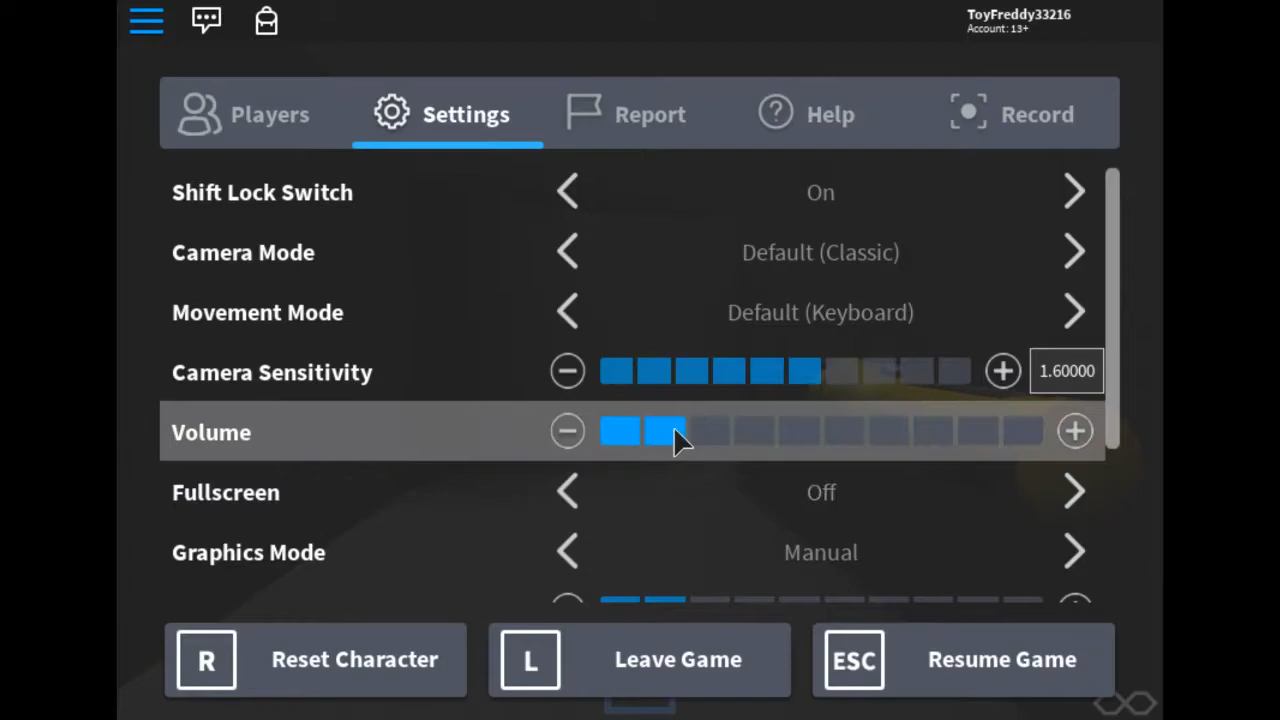 ToyFreddy33216
Account: 13+
Players Settings Report Help Record
Shift Lock Switch On
Camera Mode Default (Classic)
Movement Mode Default (Keyboard)
Camera Sensitivity 1.60000
Volume
Fullscreen Off
Graphics Mode Manual
R Reset Character L Leave Game ESC Resume Game